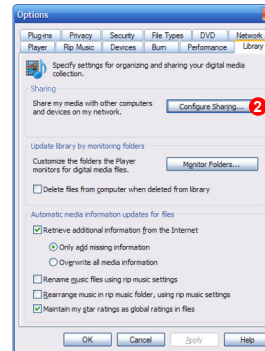 Options
Plug-ins Privacy Security File Types DVD Network
Player Rip Music Devices Burn Performance Library
Specify settings for organizing and sharing your digital media
collection.
Sharing
Share my media with other computers
and devices on my network.
Configure Sharing... 2
Update library by monitoring folders
Customize the folders the Player
monitors for digital media files.
Monitor Folders...
Delete files from computer when deleted from library
Automatic media information updates for files
Retrieve additional information from the Internet
Only add missing information
Overwrite all media information
Rename music files using rip music settings
Rearrange music in rip music folder, using rip music settings
Maintain my star ratings as global ratings in files
OK Cancel Apply Help